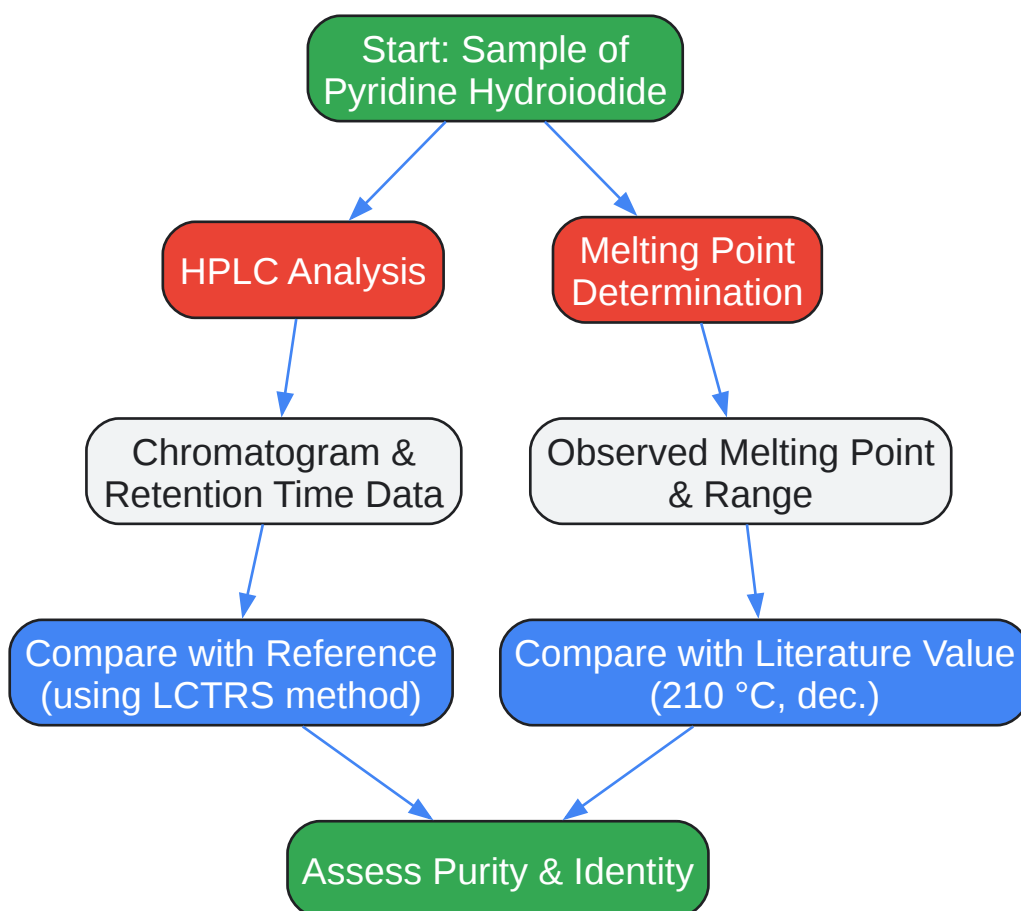 Start: Sample of
Pyridine Hydroiodide
HPLC Analysis
Melting Point
Determination
Chromatogram &
Retention Time Data
Observed Melting Point
& Range
Compare with Reference
(using LCTRS method)
Compare with Literature Value
(210 °C, dec.)
Assess Purity & Identity